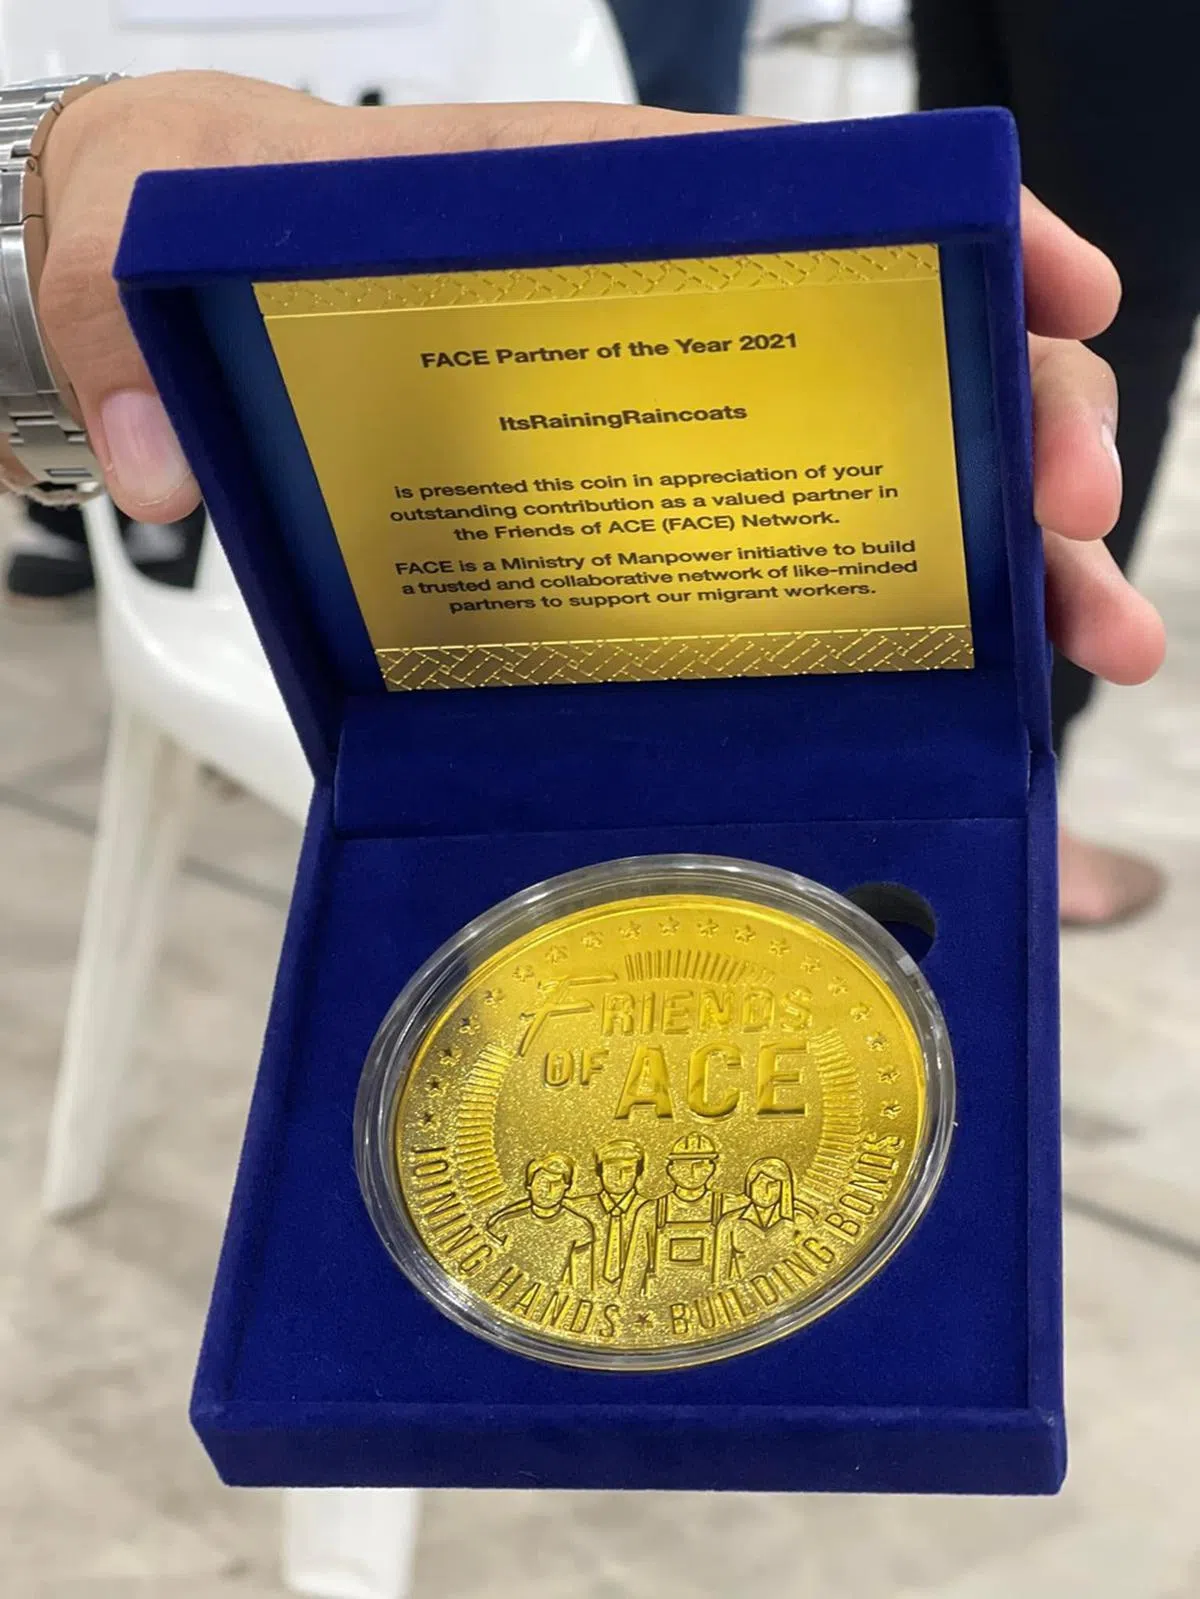 FACE Partner of the Year 2021
ItsRainingRaincoats
is presented this coin in appreciation of your
outstanding contribution as a valued partner in
the Friends of ACE (FACE) Network.
FACE is a Ministry of Manpower initiative to build
a trusted and collaborative network of like-minded
partners to support our migrant workers.
FRIENDS
OF ACE
JOINING HANDS ★ BUILDING BONDS